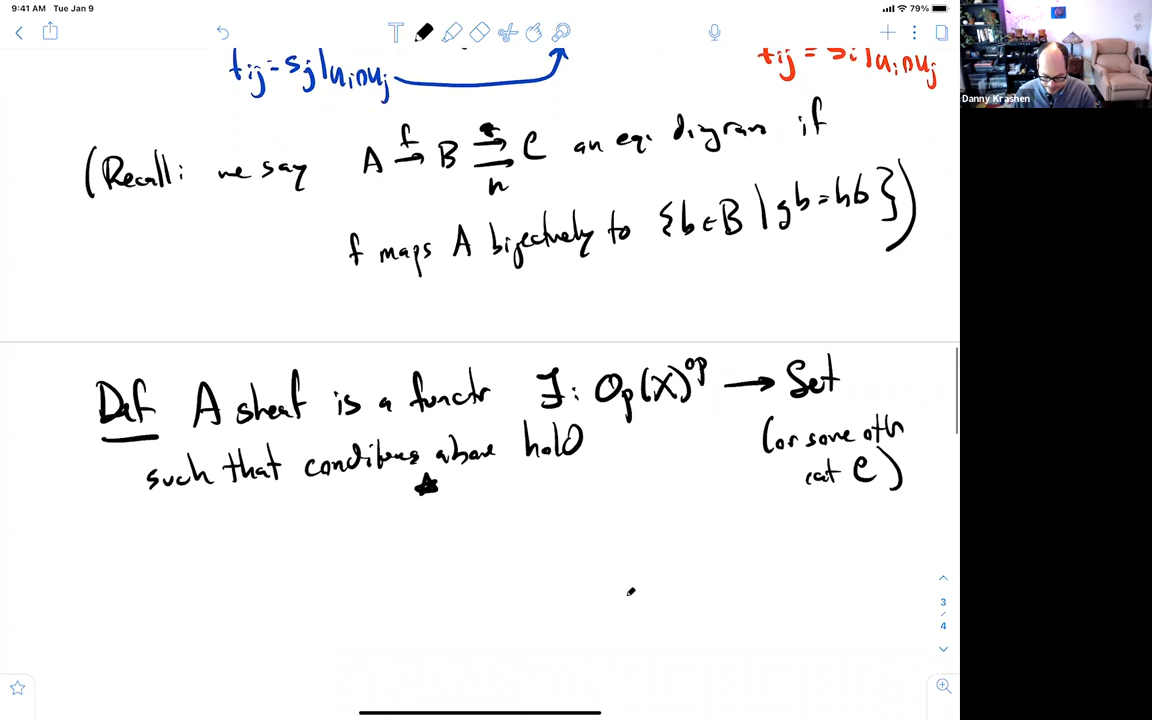 9:41 AM Tue Jan 9
79%
Danny Krashen
tij = sj|ui∩uj
tij = si|ui∩uj
(Recall: we say A →f B ⇉ C an eq. diagram if
h
f maps A bijectively to {b∈B | gb=hb})
Def A sheaf is a functr F: Op(X)^op → Set
(or some oth
such that conditions above hold
cat C)
3
/
4